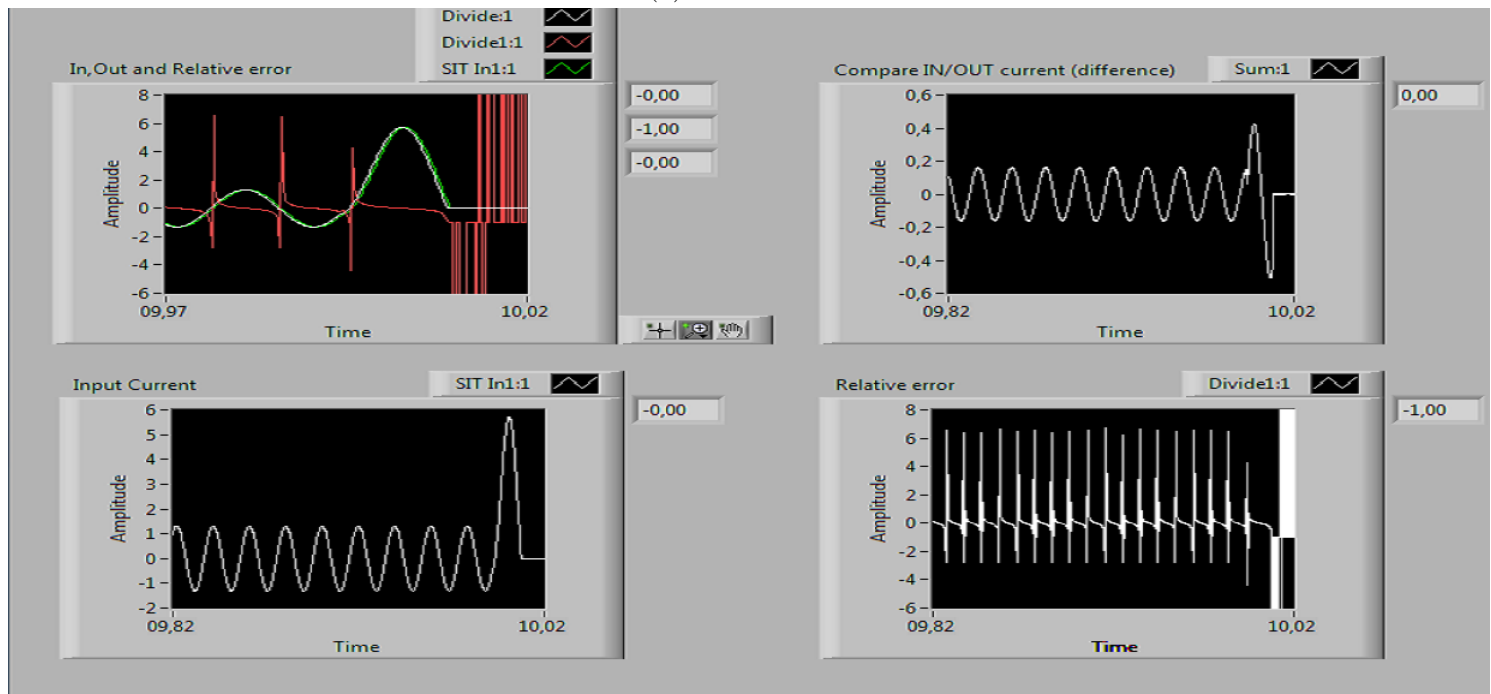 Divide:1
Divide1:1
In,Out and Relative error
SIT In1:1
8
6
4
2
0
-2
-4
-6
Amplitude
09,97
10,02
Time
-0,00
-1,00
-0,00
Compare IN/OUT current (difference)
Sum:1
0,6
0,4
0,2
0
-0,2
-0,4
-0,6
Amplitude
09,82
10,02
Time
0,00
Input Current
SIT In1:1
6
5
4
3
2
1
0
-1
-2
Amplitude
09,82
10,02
Time
-0,00
Relative error
Divide1:1
8
6
4
2
0
-2
-4
-6
Amplitude
09,82
10,02
Time
-1,00